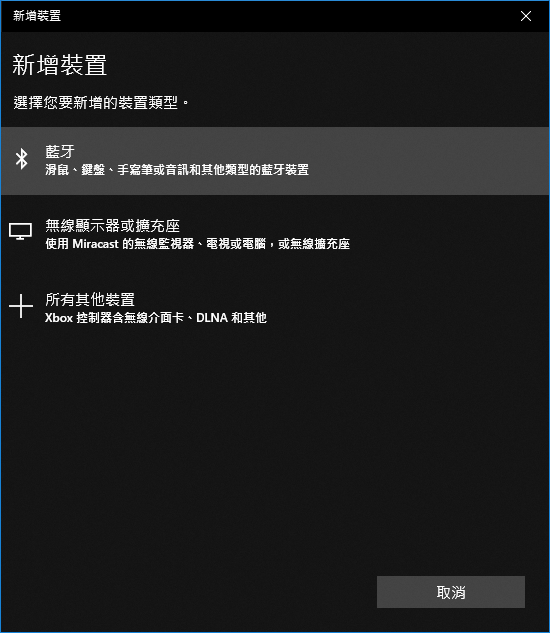 新增裝置
新增裝置
選擇您要新增的裝置類型。
藍牙
滑鼠、鍵盤、手寫筆或音訊和其他類型的藍牙裝置
無線顯示器或擴充座
使用 Miracast 的無線監視器、電視或電腦，或無線擴充座
所有其他裝置
Xbox 控制器含無線介面卡、DLNA 和其他
取消